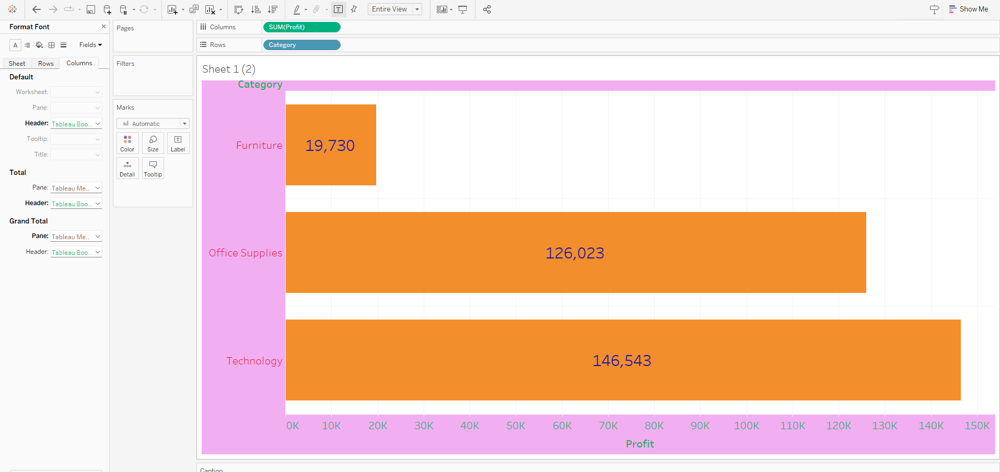 Entire View
Show Me
Format Font
Fields
Sheet Rows Columns
Default
Worksheet:
Pane:
Header: Tableau Boo..
Tooltip:
Title:
Total
Pane: Tableau Me..
Header: Tableau Boo..
Grand Total
Pane: Tableau Me..
Header: Tableau Boo..
Pages
Filters
Marks
Automatic
Color Size Label
Detail Tooltip
Columns SUM(Profit)
Rows Category
Sheet 1 (2)
Category
Furniture 19,730
Office Supplies 126,023
Technology 146,543
0K 10K 20K 30K 40K 50K 60K 70K 80K 90K 100K 110K 120K 130K 140K 150K
Profit
Caption